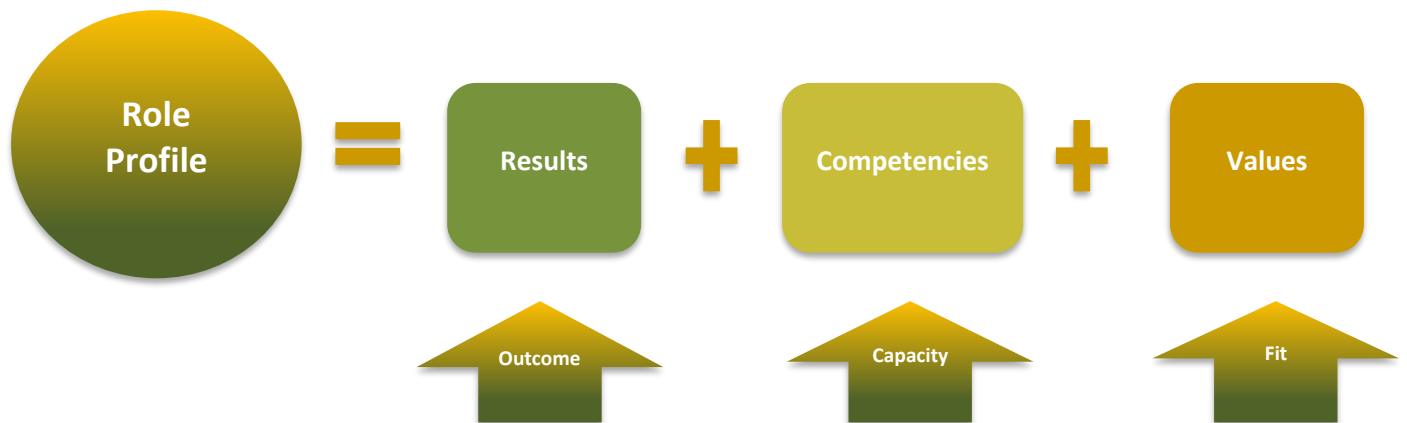 Role
Profile
=
Results
+
Competencies
+
Values
Outcome
Capacity
Fit